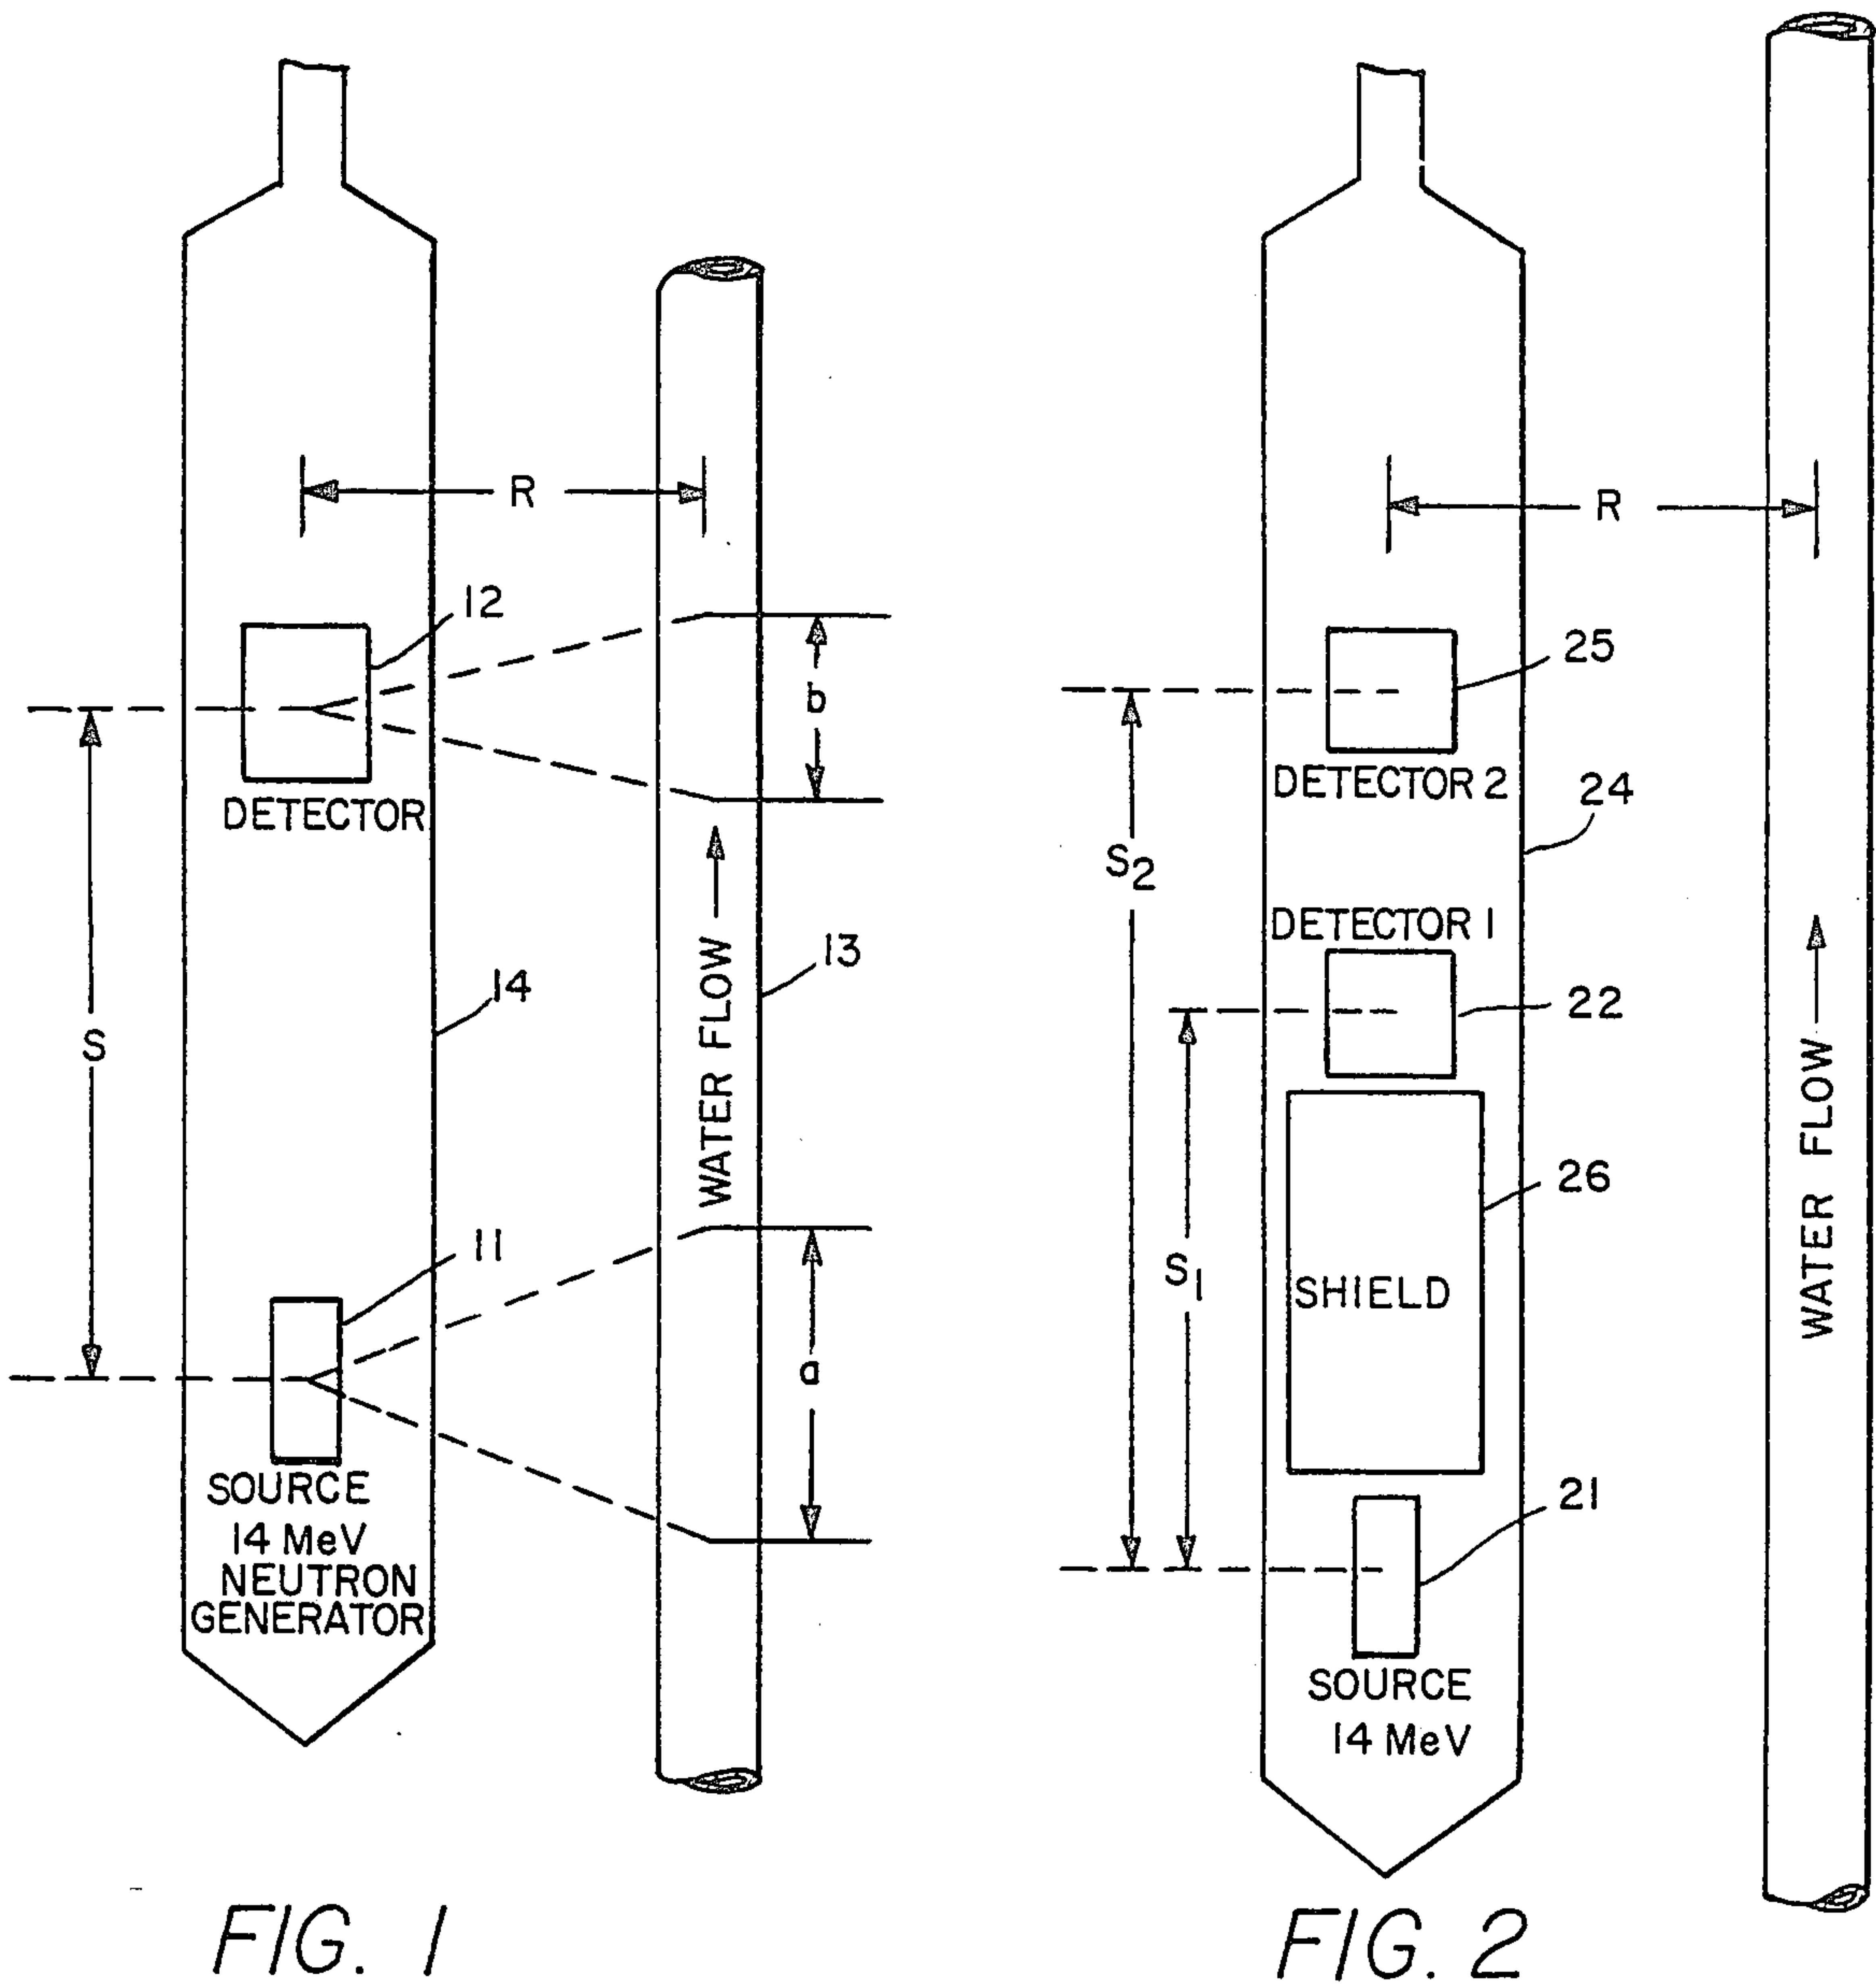 R
12
b
DETECTOR
S
14
WATER FLOW
13
11
a
SOURCE
14 MeV
NEUTRON
GENERATOR
FIG. 1
R
25
DETECTOR 2
24
S2
DETECTOR 1
22
S1
26
SHIELD
WATER FLOW
21
SOURCE
14 MeV
FIG. 2